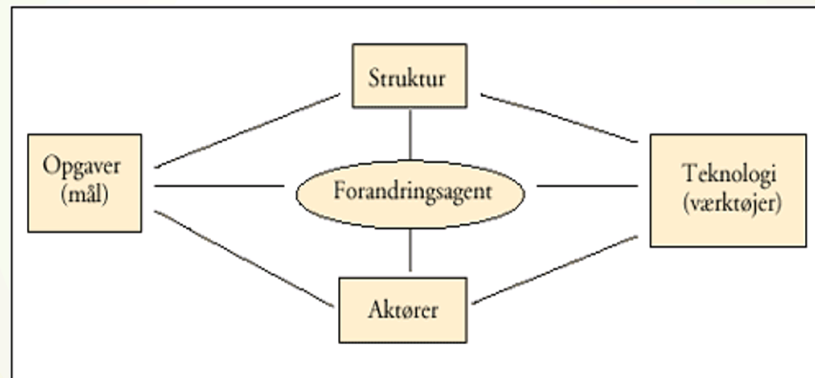 Struktur
Opgaver
(mål)
Forandringsagent
Teknologi
(værktøjer)
Aktører